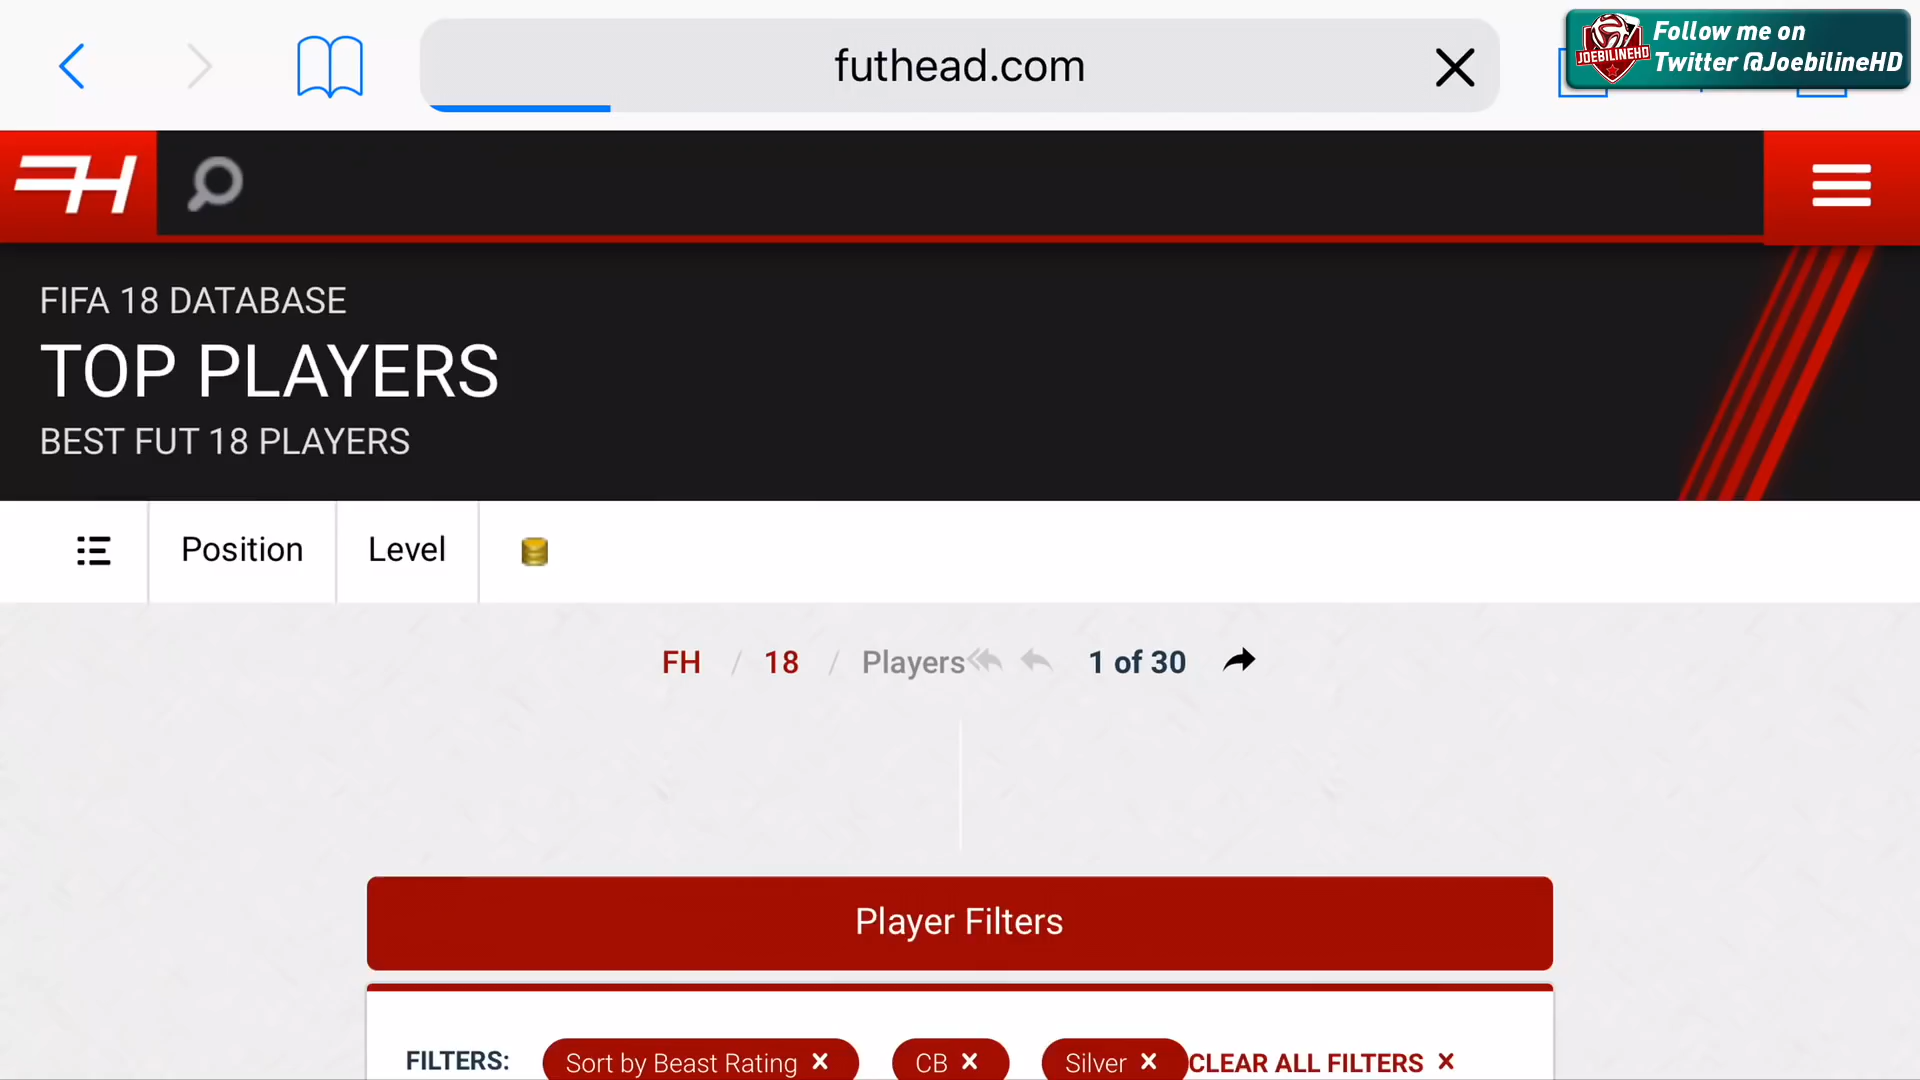 futhead.com
Follow me on
JOEBILINEHD
Twitter @JoebilineHD
FH
FIFA 18 DATABASE
TOP PLAYERS
BEST FUT 18 PLAYERS
Position
Level
FH / 18 / Players
1 of 30
Player Filters
FILTERS: Sort by Beast Rating × CB × Silver × CLEAR ALL FILTERS ×